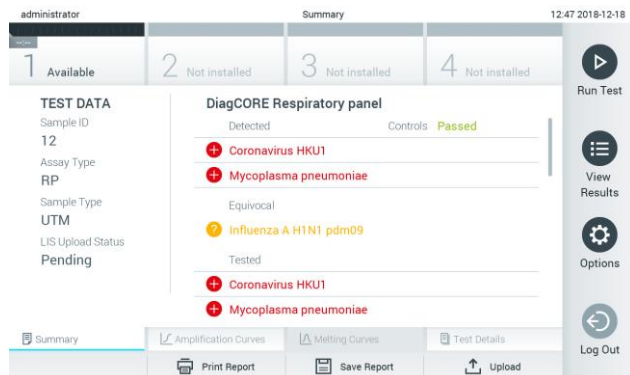 administrator Summary 12:47 2018-12-18
1 Available 2 Not installed 3 Not installed 4 Not installed
Run Test
TEST DATA
Sample ID
12
Assay Type
RP
Sample Type
UTM
LIS Upload Status
Pending
DiagCORE Respiratory panel
Detected Controls Passed
Coronavirus HKU1
Mycoplasma pneumoniae
Equivocal
Influenza A H1N1 pdm09
Tested
Coronavirus HKU1
Mycoplasma pneumoniae
View
Results
Options
Log Out
Summary Amplification Curves Melting Curves Test Details
Print Report Save Report Upload